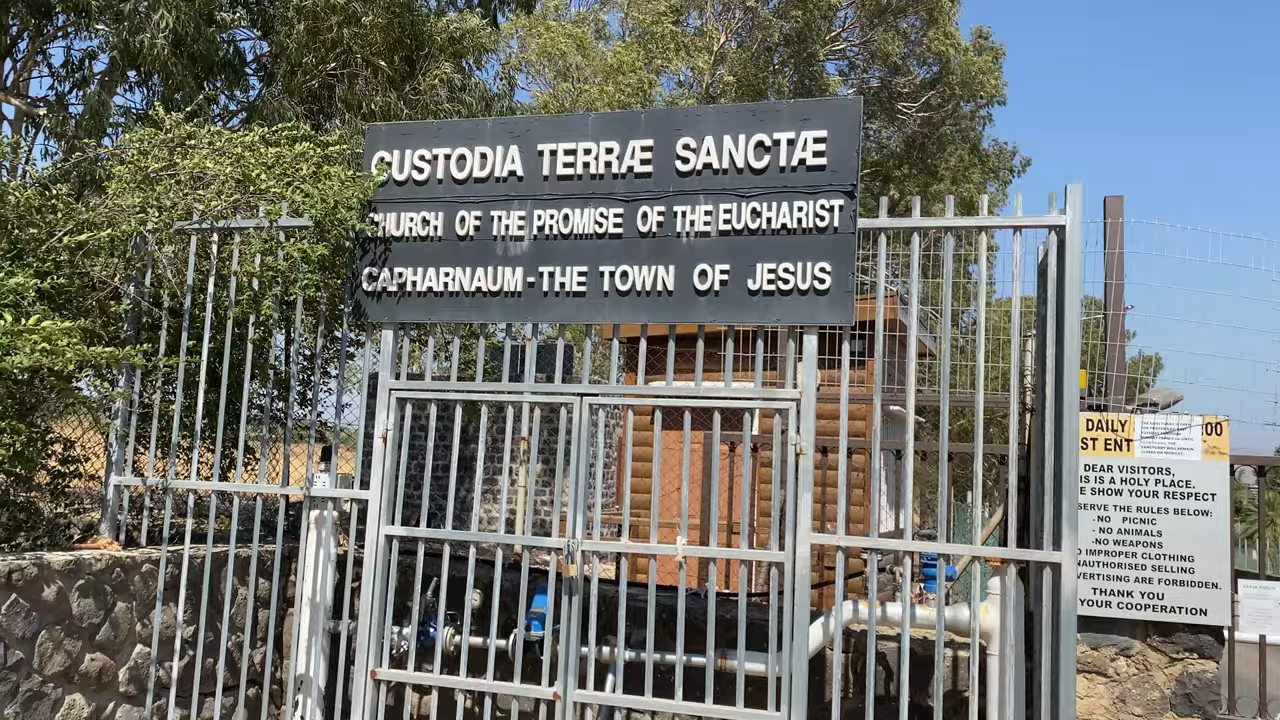 CUSTODIA TERRÆ SANCTÆ
CHURCH OF THE PROMISE OF THE EUCHARIST
CAPHARNAUM - THE TOWN OF JESUS
DAILY 00
ST ENT
DEAR VISITORS,
IS IS A HOLY PLACE.
E SHOW YOUR RESPECT
SERVE THE RULES BELOW:
-NO PICNIC
-NO ANIMALS
-NO WEAPONS
O IMPROPER CLOTHING
NAUTHORISED SELLING
VERTISING ARE FORBIDDEN.
THANK YOU
YOUR COOPERATION